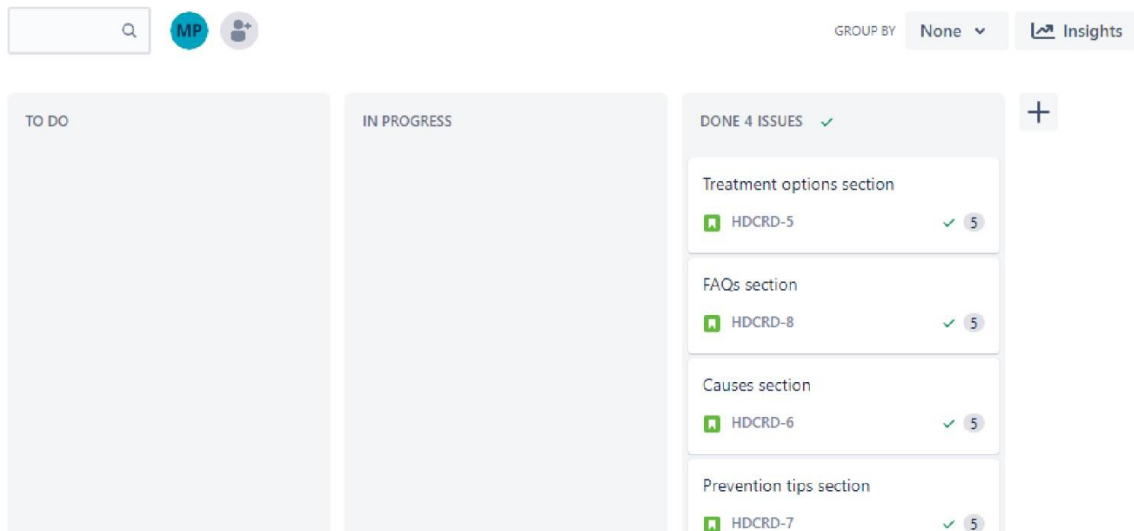 MP
GROUP BY None Insights
TO DO
IN PROGRESS
DONE 4 ISSUES
Treatment options section
HDCRD-5 5
FAQs section
HDCRD-8 5
Causes section
HDCRD-6 5
Prevention tips section
HDCRD-7 5